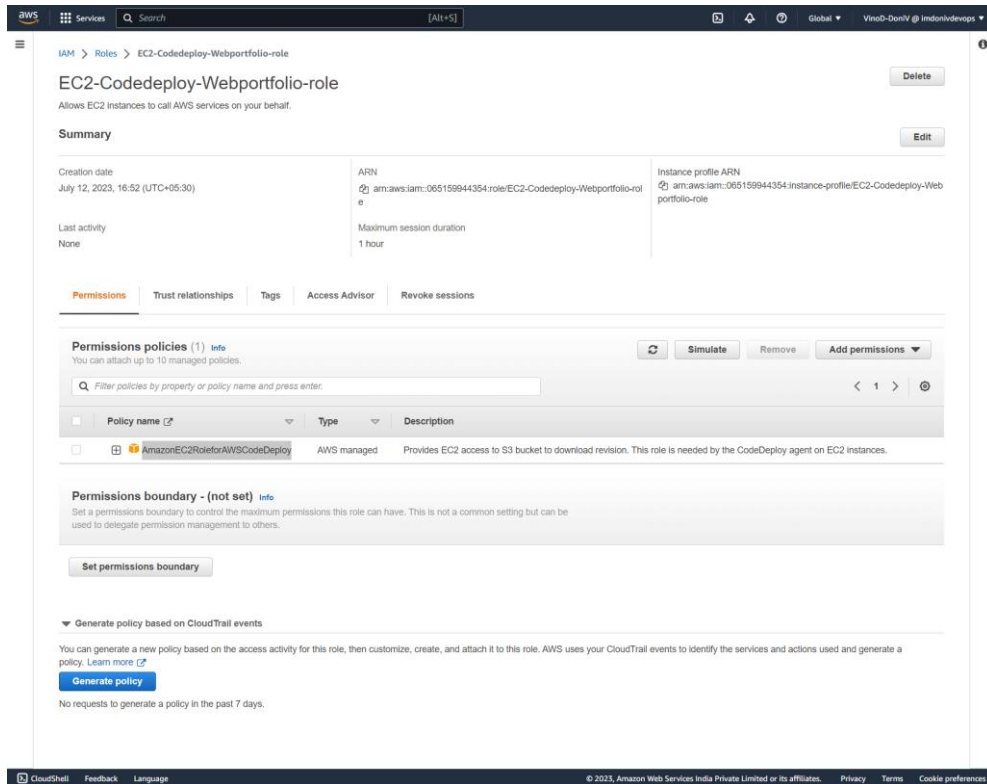 aws
Services
Search
[Alt+S]
Global
VinoD-DoniV @ imdonivdevops
IAM > Roles > EC2-Codedeploy-Webportfolio-role
EC2-Codedeploy-Webportfolio-role
Delete
Allows EC2 instances to call AWS services on your behalf.
Summary
Edit
Creation date
July 12, 2023, 16:52 (UTC+05:30)
ARN
arn:aws:iam::065159944354:role/EC2-Codedeploy-Webportfolio-rol
e
Instance profile ARN
arn:aws:iam::065159944354:instance-profile/EC2-Codedeploy-Web
portfolio-role
Last activity
None
Maximum session duration
1 hour
Permissions
Trust relationships
Tags
Access Advisor
Revoke sessions
Permissions policies (1) Info
You can attach up to 10 managed policies.
Simulate
Remove
Add permissions
Filter policies by property or policy name and press enter.
< 1 >
Policy name
Type
Description
AmazonEC2RoleforAWSCodeDeploy
AWS managed
Provides EC2 access to S3 bucket to download revision. This role is needed by the CodeDeploy agent on EC2 instances.
Permissions boundary - (not set) Info
Set a permissions boundary to control the maximum permissions this role can have. This is not a common setting but can be
used to delegate permission management to others.
Set permissions boundary
Generate policy based on CloudTrail events
You can generate a new policy based on the access activity for this role, then customize, create, and attach it to this role. AWS uses your CloudTrail events to identify the services and actions used and generate a
policy. Learn more
Generate policy
No requests to generate a policy in the past 7 days.
CloudShell
Feedback
Language
© 2023, Amazon Web Services India Private Limited or its affiliates.
Privacy
Terms
Cookie preferences